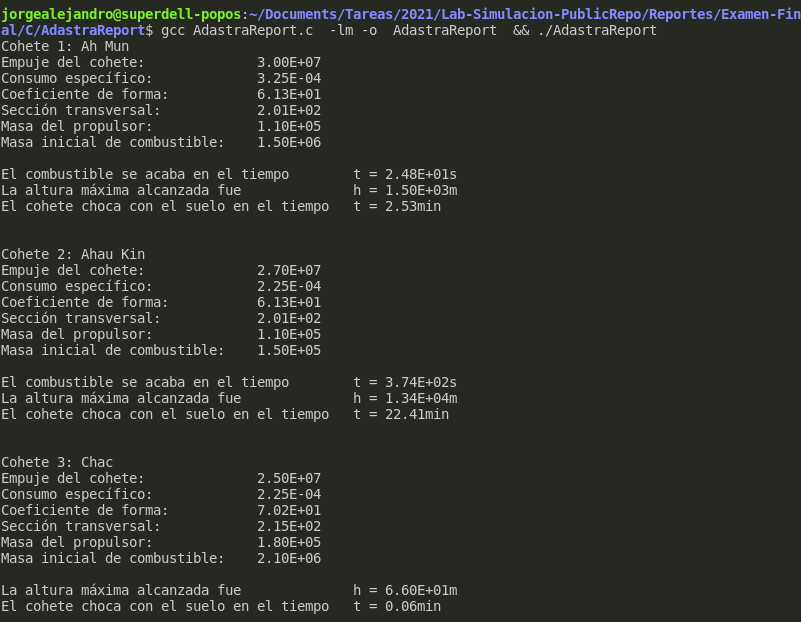 jorgealejandro@superdell-popos:~/Documents/Tareas/2021/Lab-Simulacion-PublicRepo/Reportes/Examen-Fin
al/C/AdastraReport$ gcc AdastraReport.c  -lm -o  AdastraReport  && ./AdastraReport
Cohete 1: Ah Mun
Empuje del cohete:              3.00E+07
Consumo específico:             3.25E-04
Coeficiente de forma:           6.13E+01
Sección transversal:            2.01E+02
Masa del propulsor:             1.10E+05
Masa inicial de combustible:    1.50E+06

El combustible se acaba en el tiempo        t = 2.48E+01s
La altura máxima alcanzada fue              h = 1.50E+03m
El cohete choca con el suelo en el tiempo   t = 2.53min

Cohete 2: Ahau Kin
Empuje del cohete:              2.70E+07
Consumo específico:             2.25E-04
Coeficiente de forma:           6.13E+01
Sección transversal:            2.01E+02
Masa del propulsor:             1.10E+05
Masa inicial de combustible:    1.50E+05

El combustible se acaba en el tiempo        t = 3.74E+02s
La altura máxima alcanzada fue              h = 1.34E+04m
El cohete choca con el suelo en el tiempo   t = 22.41min

Cohete 3: Chac
Empuje del cohete:              2.50E+07
Consumo específico:             2.25E-04
Coeficiente de forma:           7.02E+01
Sección transversal:            2.15E+02
Masa del propulsor:             1.80E+05
Masa inicial de combustible:    2.10E+06

La altura máxima alcanzada fue              h = 6.60E+01m
El cohete choca con el suelo en el tiempo   t = 0.06min